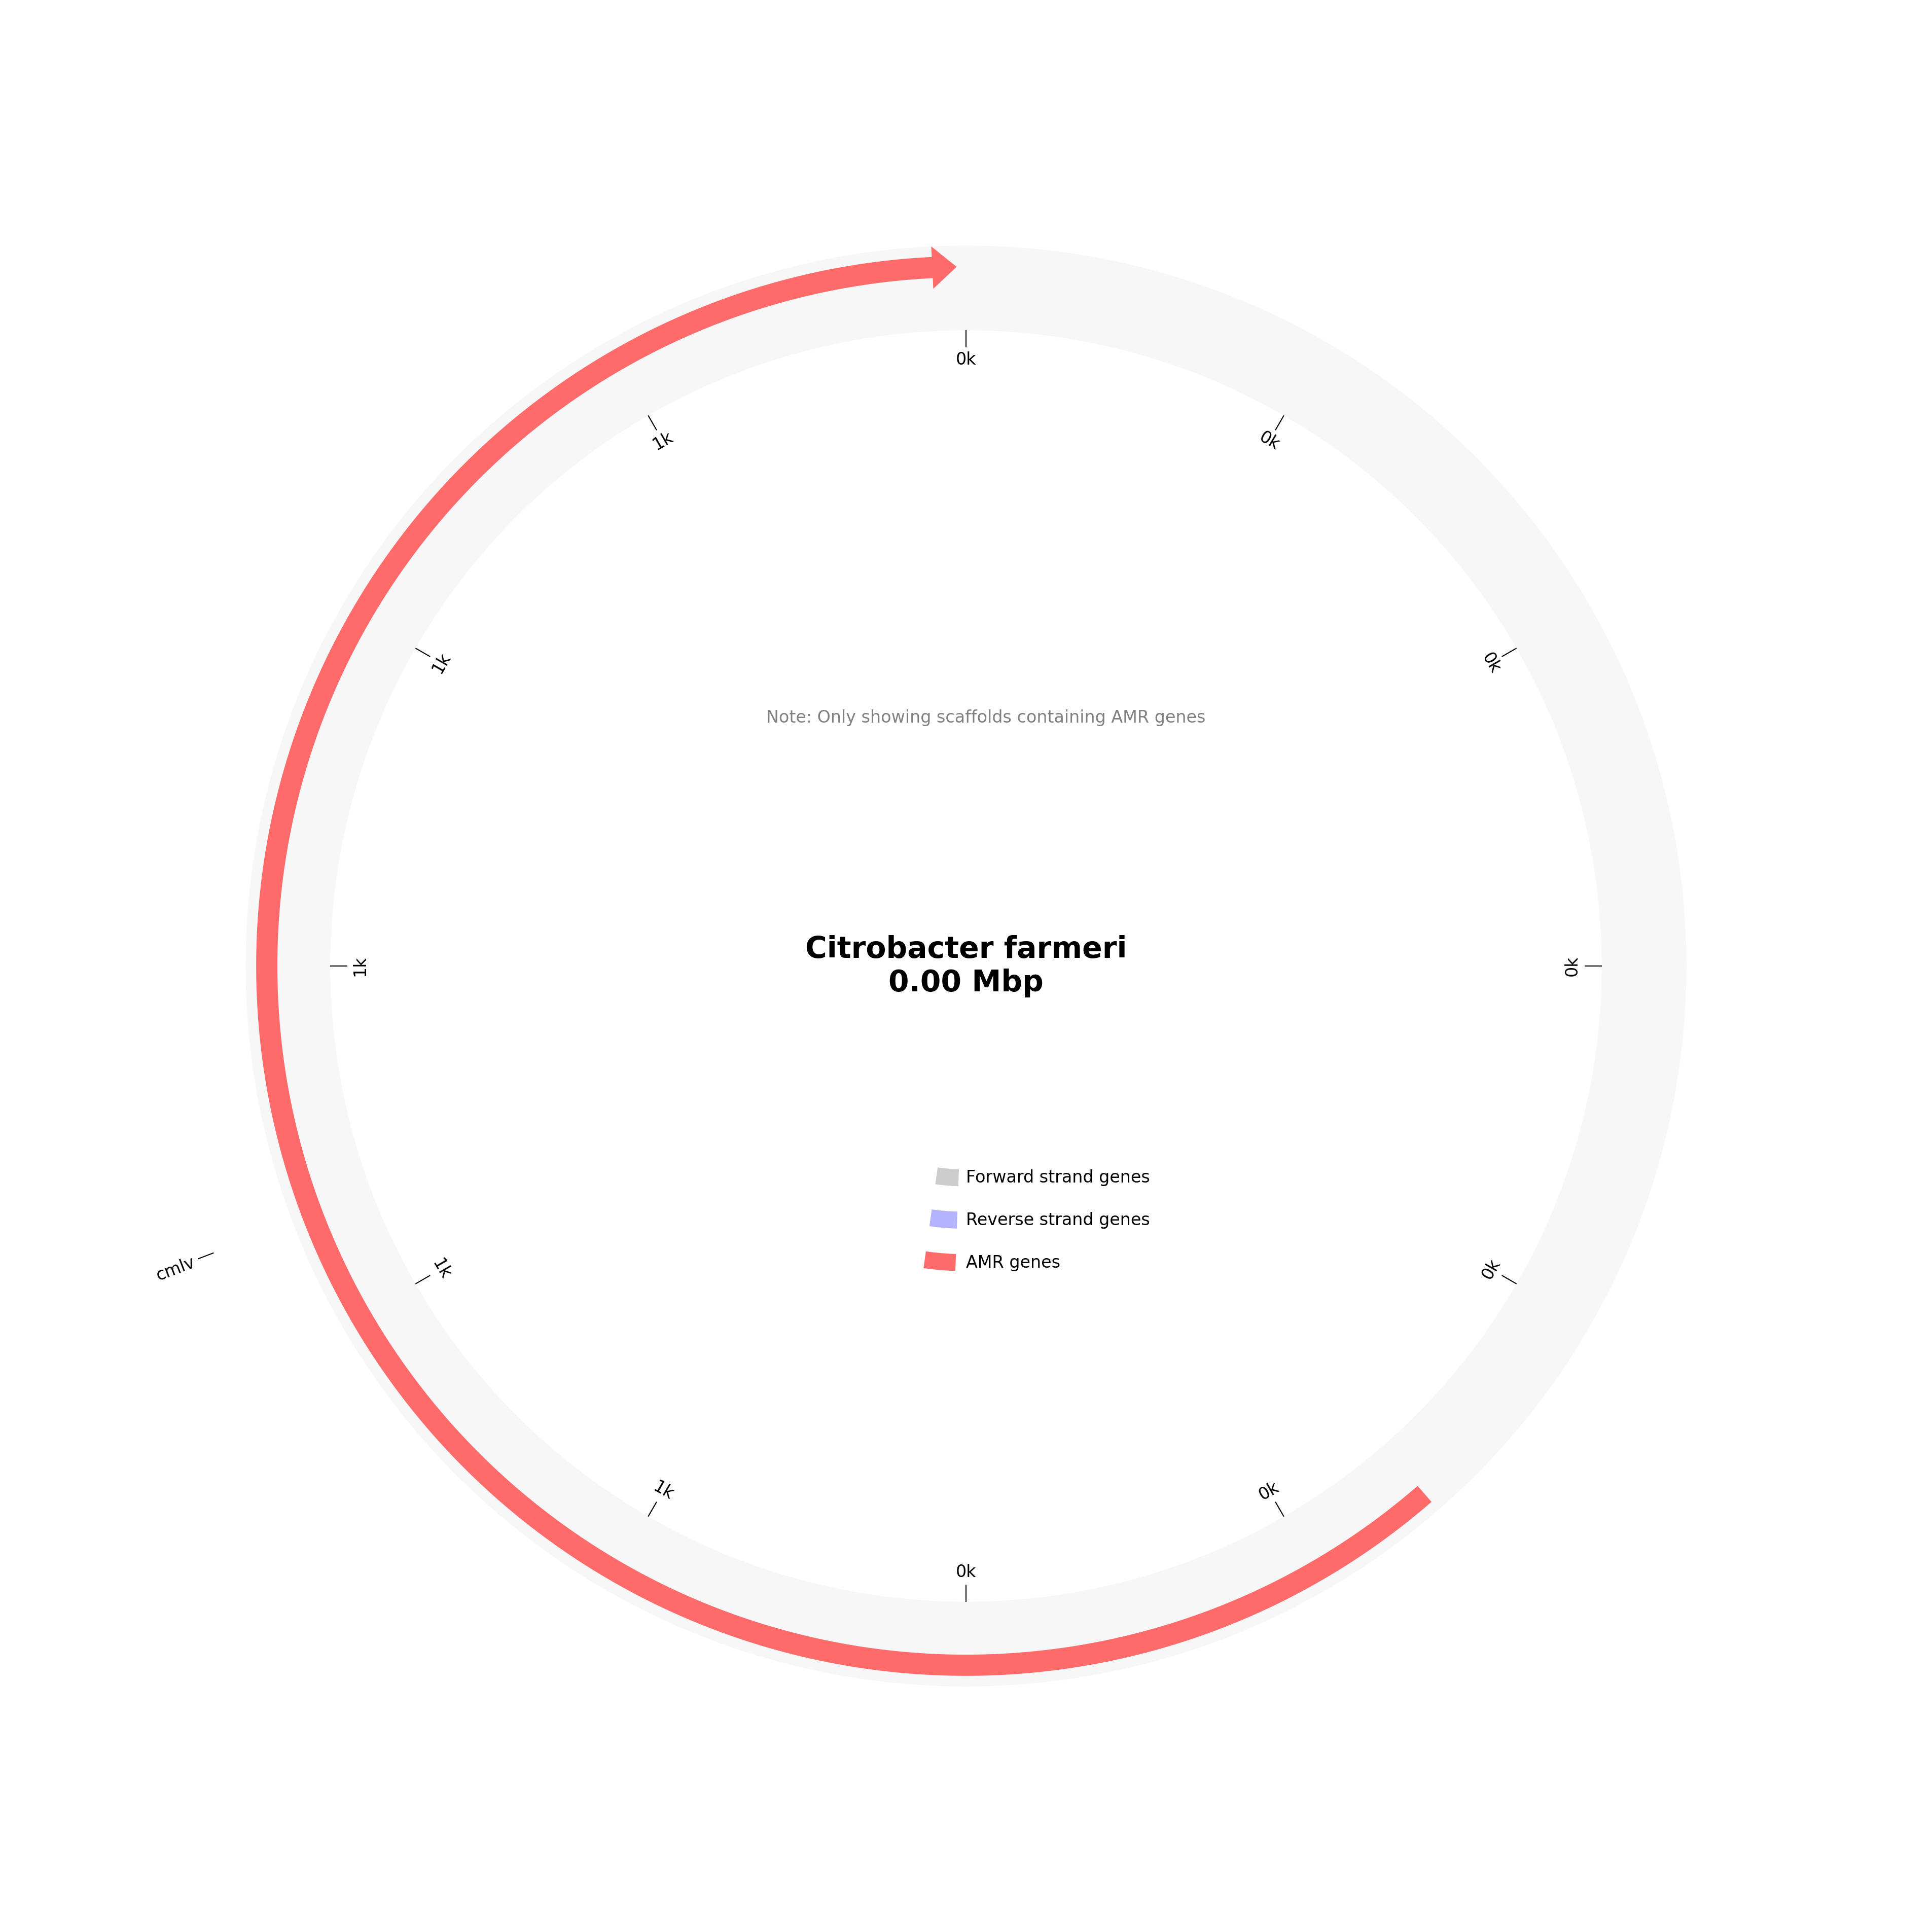 0k
1k
0k
1k
0k
Note: Only showing scaffolds containing AMR genes
Citrobacter farmeri
0.00 Mbp
1k
0k
Forward strand genes
Reverse strand genes
AMR genes
cmlv
1k
0k
1k
0k
0k